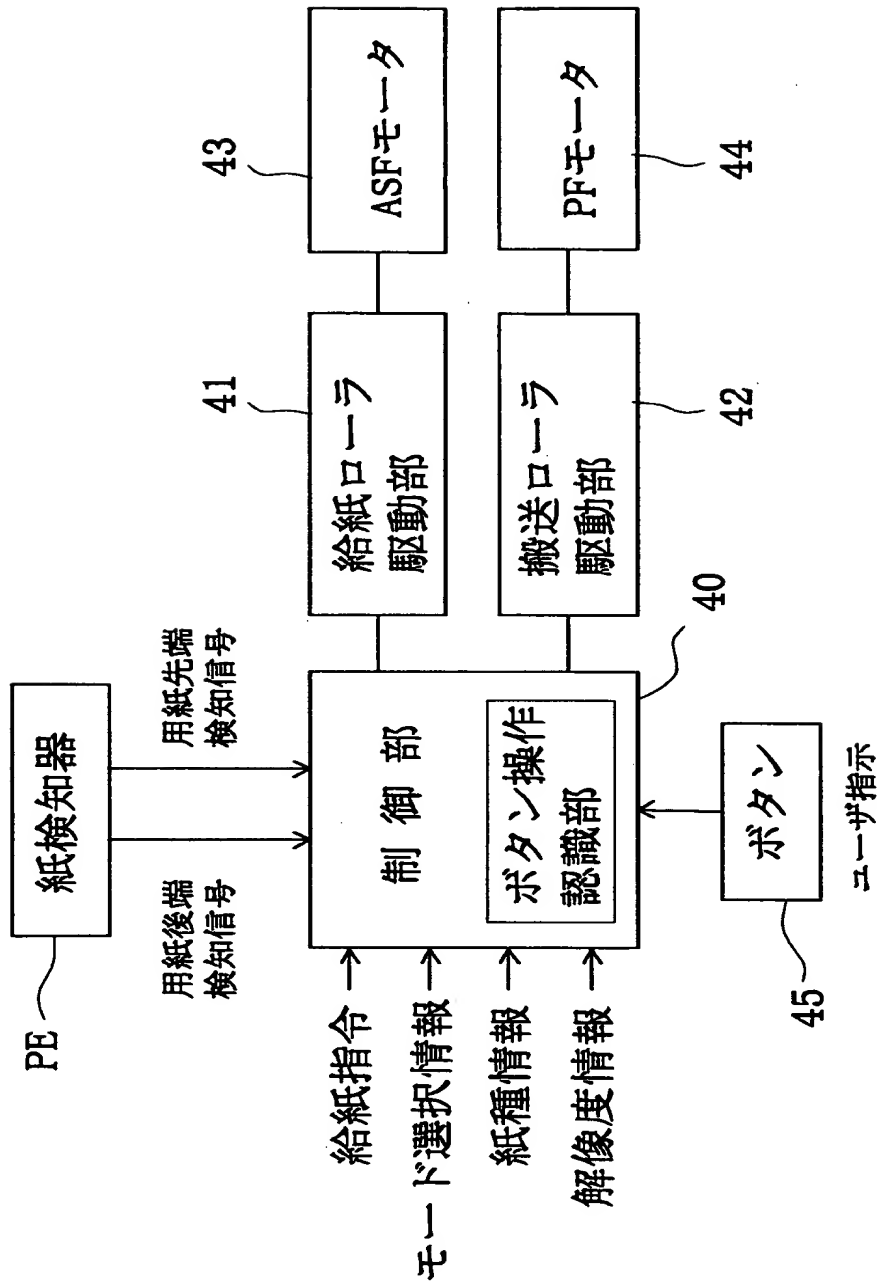 PE
紙検知器
用紙後端
検知信号
用紙先端
検知信号
給紙指令
モード選択情報
紙種情報
解像度情報
制御部
ボタン操作
認識部
40
給紙ローラ
駆動部
41
ASFモータ
43
搬送ローラ
駆動部
42
PFモータ
44
ボタン
45
ユーザ指示